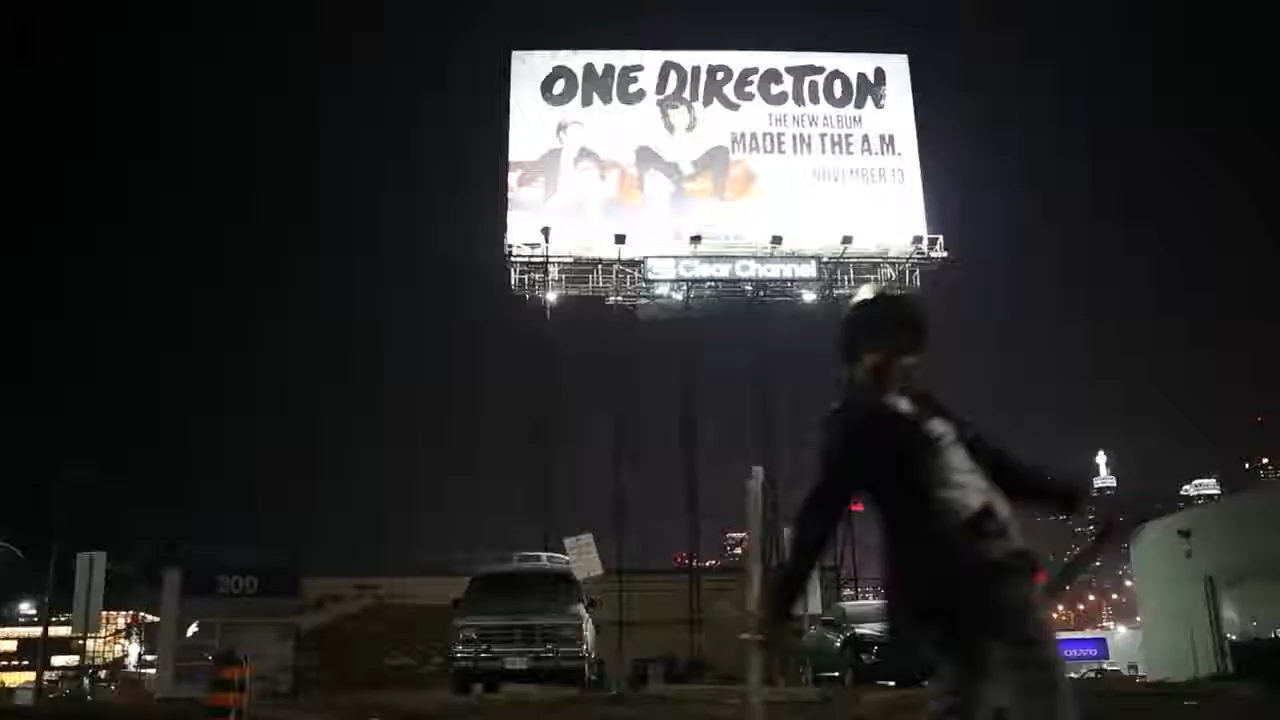 ONE DIRECTION
THE NEW ALBUM
MADE IN THE A.M.
NOVEMBER 13
Clear Channel
200
VOLVO